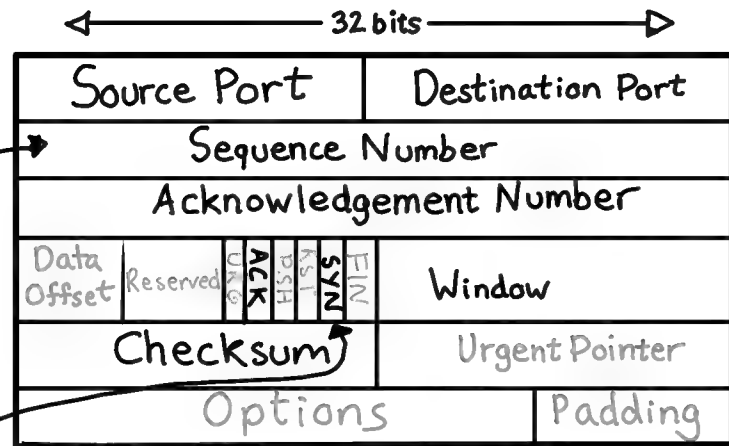 32 bits
Source Port Destination Port
Sequence Number
Acknowledgement Number
Data Offset Reserved URG ACK PSH RST SYN FIN Window
Checksum Urgent Pointer
Options Padding